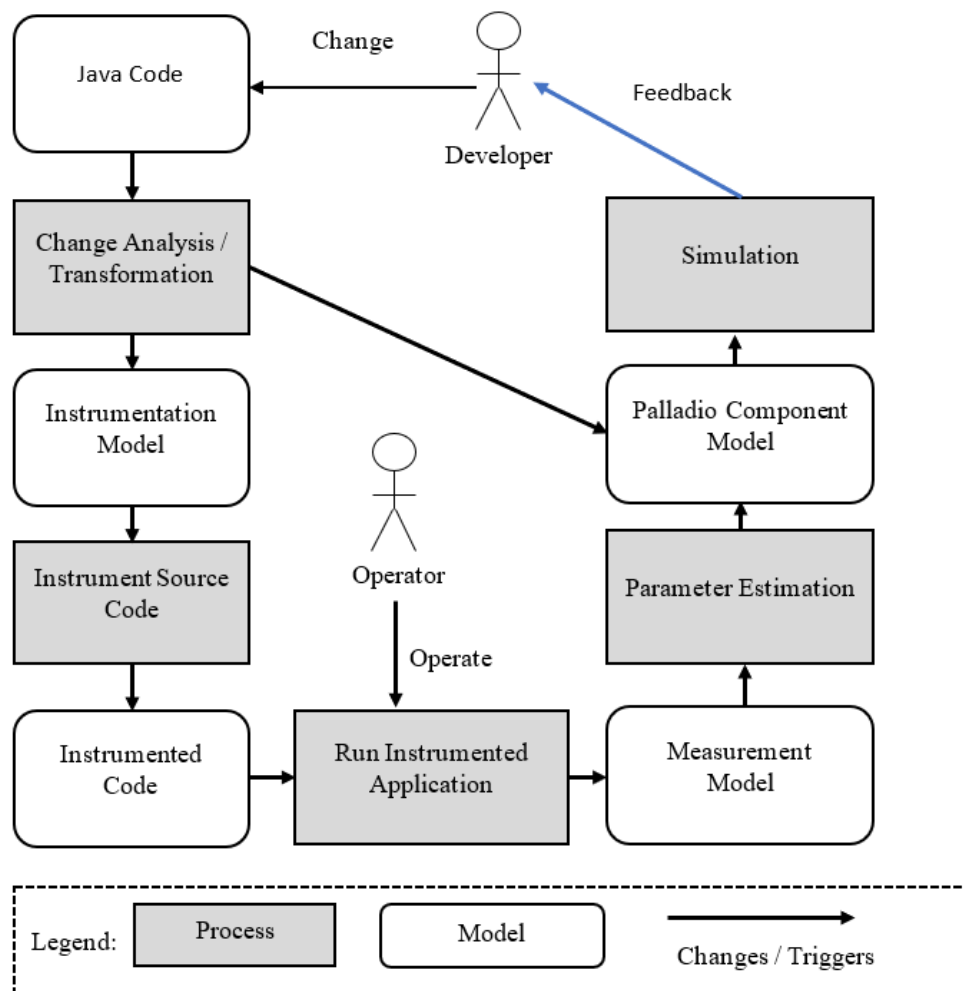 Java Code
Change
Developer
Feedback
Change Analysis /
Transformation
Simulation
Instrumentation
Model
Palladio Component
Model
Operator
Instrument Source
Code
Parameter Estimation
Operate
Instrumented
Code
Run Instrumented
Application
Measurement
Model
Legend:
Process
Model
Changes / Triggers